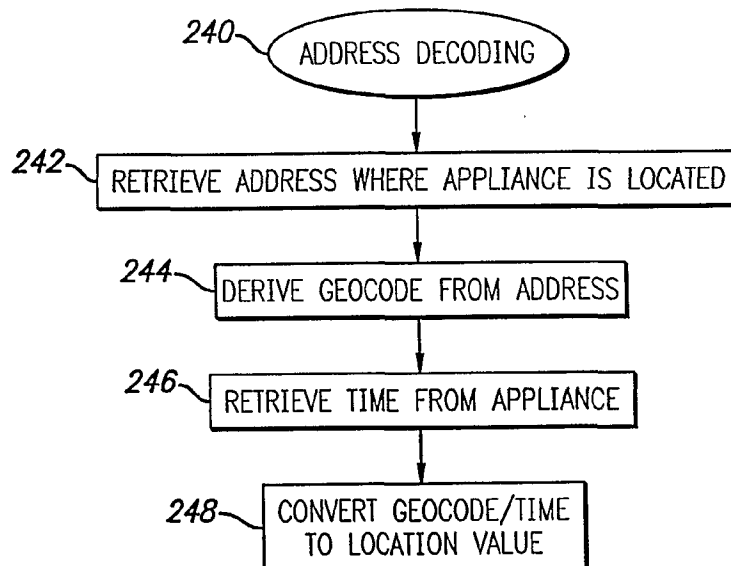 240
ADDRESS DECODING
242
RETRIEVE ADDRESS WHERE APPLIANCE IS LOCATED
244
DERIVE GEOCODE FROM ADDRESS
246
RETRIEVE TIME FROM APPLIANCE
248
CONVERT GEOCODE/TIME
TO LOCATION VALUE